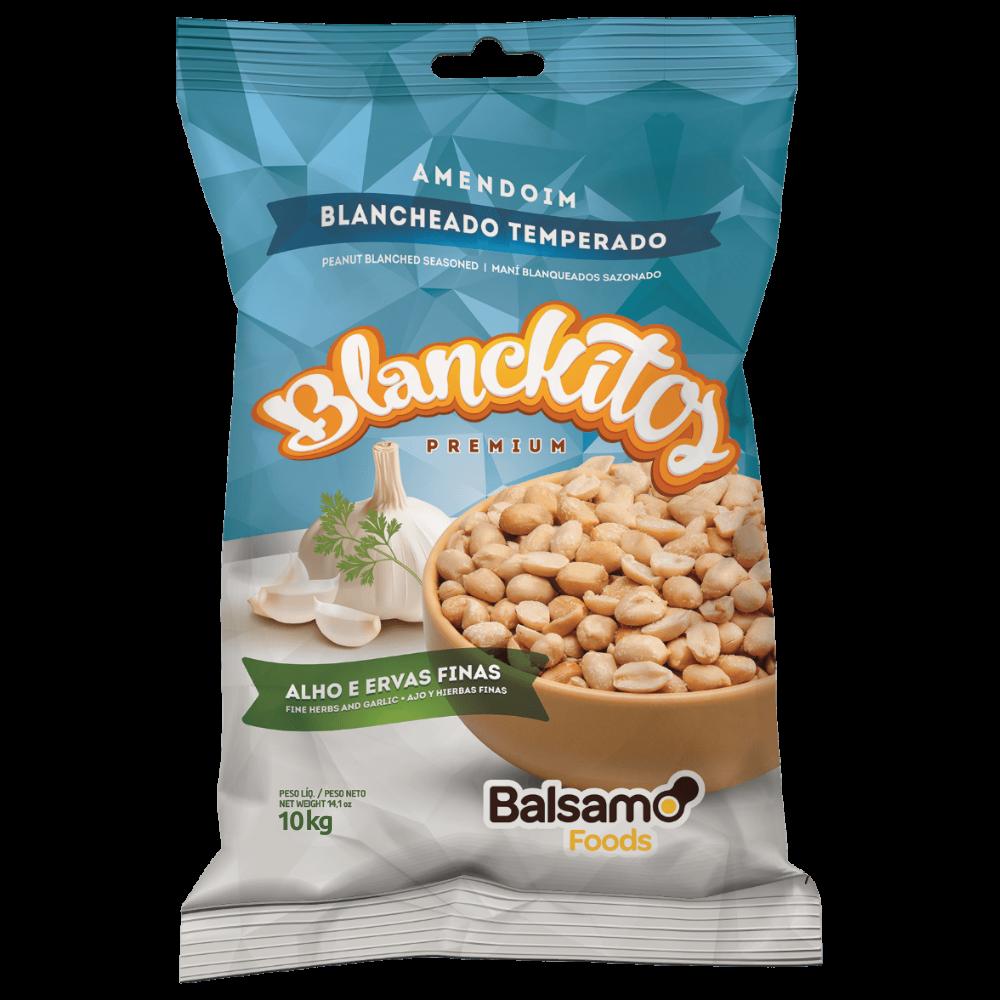 AMENDOIM
BLANCHEADO TEMPERADO
PEANUT BLANCHED SEASONED | MANÍ BLANQUEADOS SAZONADO
Blanckitos
PREMIUM
ALHO E ERVAS FINAS
FINE HERBS AND GARLIC • AJO Y HIERBAS FINAS
PESO LÍQ. / PESO NETO
NET WEIGHT 14,1 oz
10kg
Balsamo
Foods